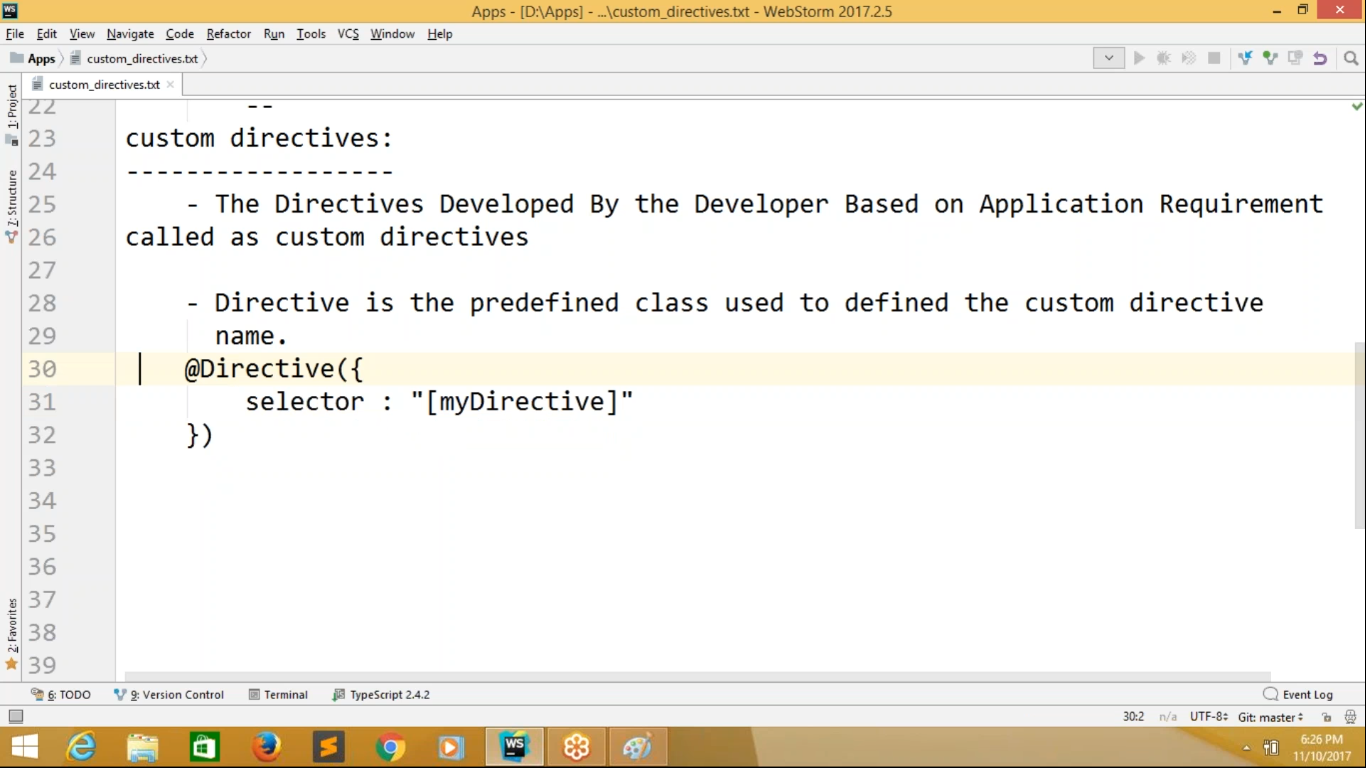 Apps - [D:\Apps] - ...\custom_directives.txt - WebStorm 2017.2.5
File Edit View Navigate Code Refactor Run Tools VCS Window Help
Apps custom_directives.txt
custom_directives.txt
1: Project
7: Structure
2: Favorites
22 --
23 custom directives:
24 ------------------
25 - The Directives Developed By the Developer Based on Application Requirement
26 called as custom directives
27
28 - Directive is the predefined class used to defined the custom directive
29 name.
30 @Directive({
31 selector : "[myDirective]"
32 })
33
34
35
36
37
38
39
6: TODO 9: Version Control Terminal TypeScript 2.4.2 Event Log
30:2 n/a UTF-8 Git: master
WS
6:26 PM
11/10/2017